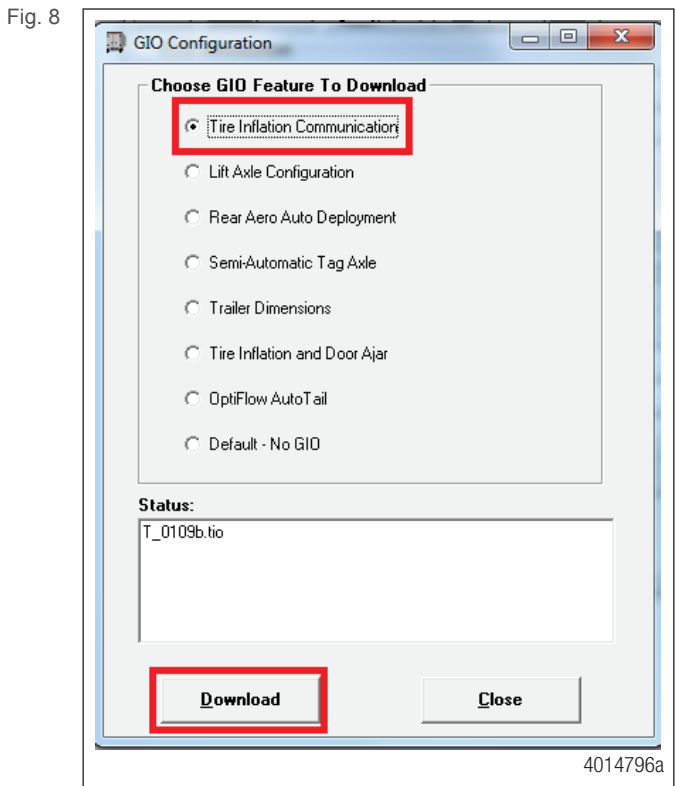 Fig. 8
GIO Configuration
Choose GIO Feature To Download
Tire Inflation Communication
Lift Axle Configuration
Rear Aero Auto Deployment
Semi-Automatic Tag Axle
Trailer Dimensions
Tire Inflation and Door Ajar
OptiFlow AutoTail
Default - No GIO
Status:
T_0109b.tio
Download Close
4014796a